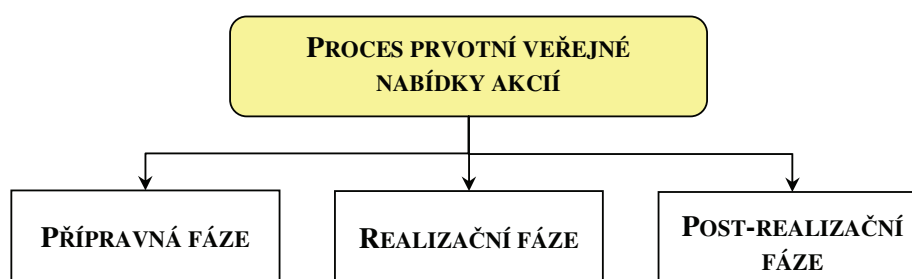 PROCES PRVOTNÍ VEŘEJNÉ
NABÍDKY AKCIÍ
PŘÍPRAVNÁ FÁZE
REALIZAČNÍ FÁZE
POST-REALIZAČNÍ
FÁZE